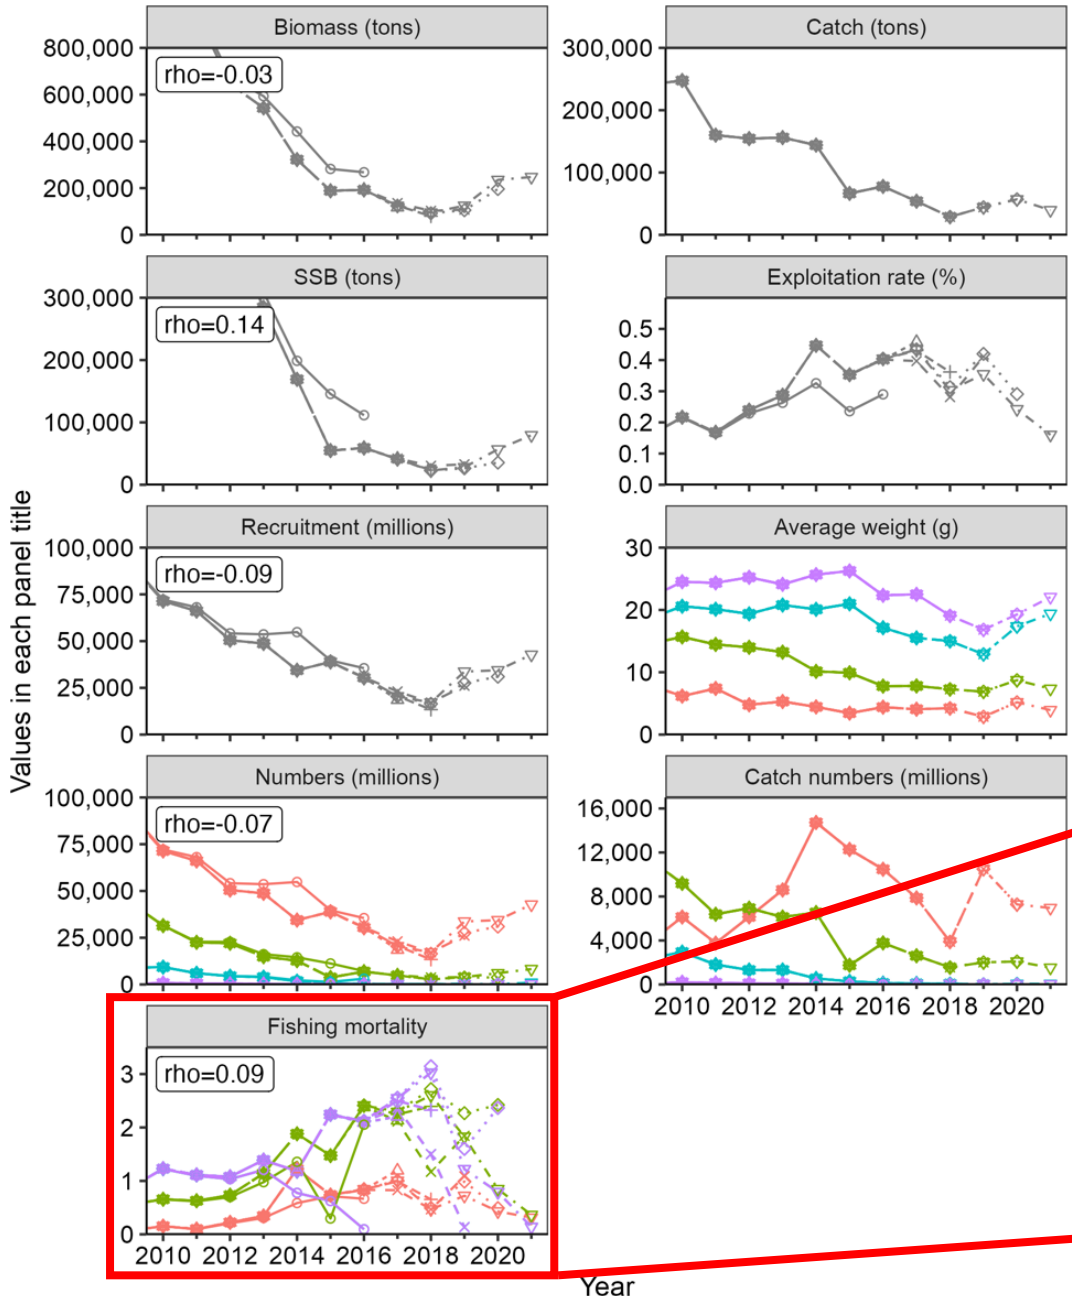 Biomass (tons)
800,000
600,000
400,000
200,000
0
rho=-0.03
Catch (tons)
300,000
200,000
100,000
0
SSB (tons)
300,000
200,000
100,000
0
rho=0.14
Exploitation rate (%)
0.5
0.4
0.3
0.2
0.1
0.0
Values in each panel title
Recruitment (millions)
100,000
75,000
50,000
25,000
0
rho=-0.09
Average weight (g)
30
20
10
0
Numbers (millions)
100,000
75,000
50,000
25,000
0
rho=-0.07
Catch numbers (millions)
16,000
12,000
8,000
4,000
0
2010 2012 2014 2016 2018 2020
Fishing mortality
3
2
1
0
rho=0.09
2010 2012 2014 2016 2018 2020
Year